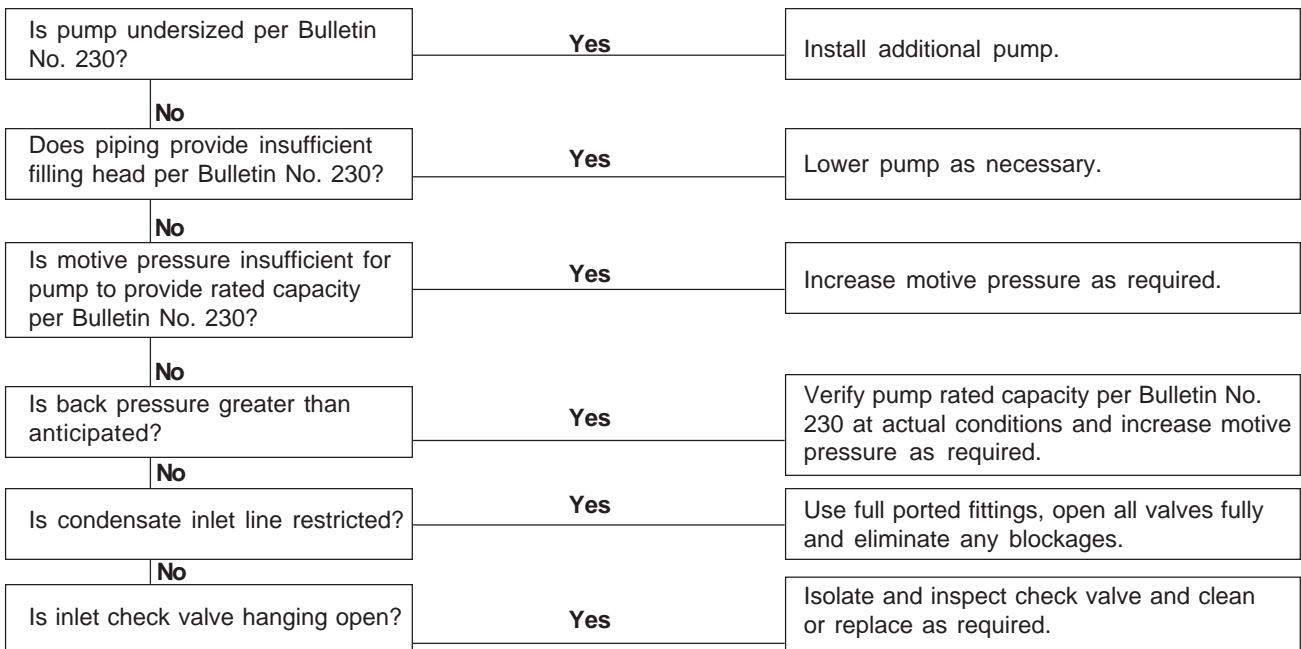 Is pump undersized per Bulletin
No. 230?
Yes
Install additional pump.
No
Does piping provide insufficient
filling head per Bulletin No. 230?
Yes
Lower pump as necessary.
No
Is motive pressure insufficient for
pump to provide rated capacity
per Bulletin No. 230?
Yes
Increase motive pressure as required.
No
Is back pressure greater than
anticipated?
Yes
Verify pump rated capacity per Bulletin No.
230 at actual conditions and increase motive
pressure as required.
No
Is condensate inlet line restricted?
Yes
Use full ported fittings, open all valves fully
and eliminate any blockages.
No
Is inlet check valve hanging open?
Yes
Isolate and inspect check valve and clean
or replace as required.